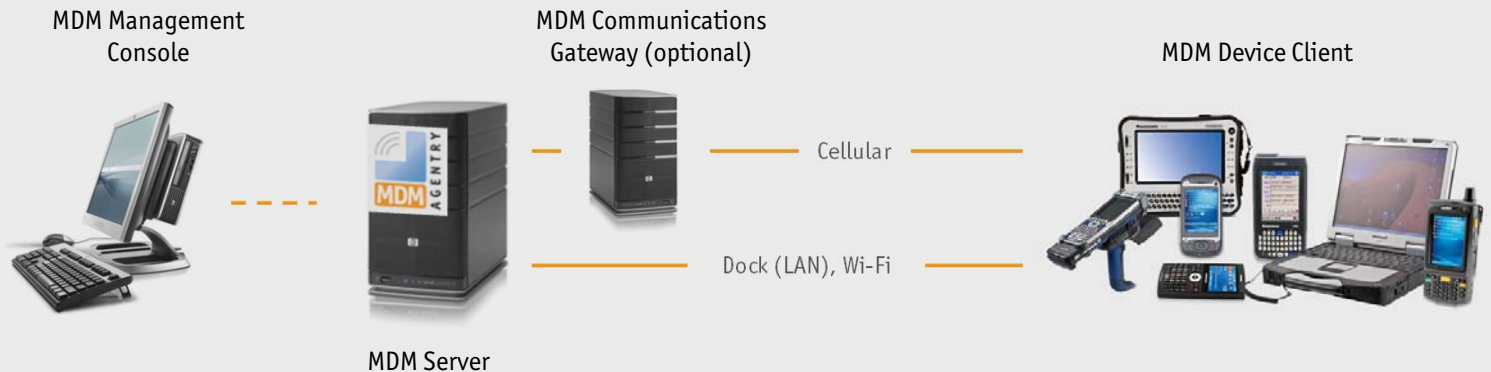 MDM Management
Console
MDM Communications
Gateway (optional)
MDM Device Client
MDM
AGENTRY
Cellular
Dock (LAN), Wi-Fi
MDM Server